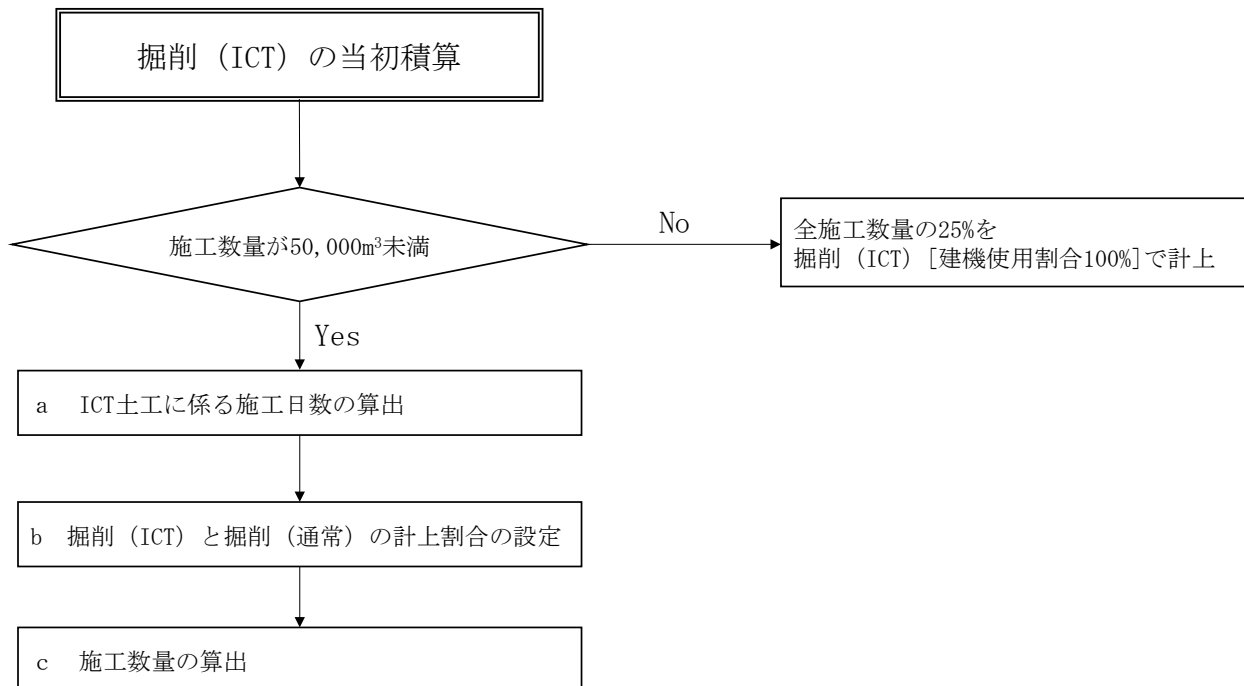 掘削（ICT）の当初積算
施工数量が50,000m³未満
No
全施工数量の25%を
掘削（ICT）[建機使用割合100%]で計上
Yes
a　ICT土工に係る施工日数の算出
b　掘削（ICT）と掘削（通常）の計上割合の設定
c　施工数量の算出